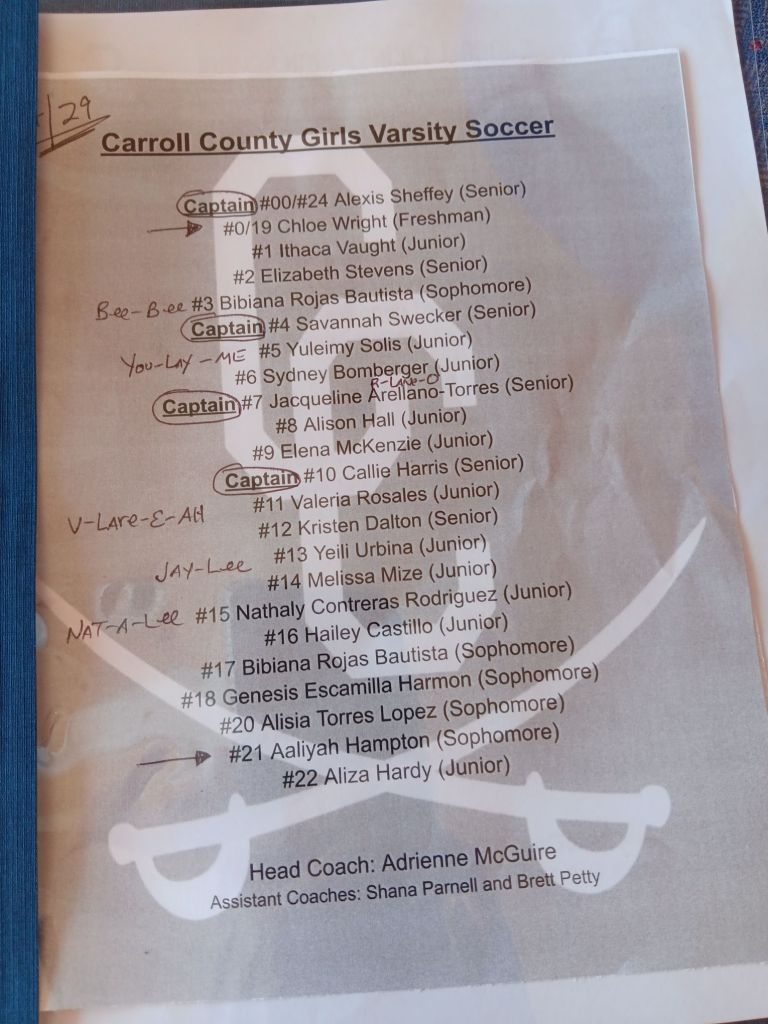 /29
Carroll County Girls Varsity Soccer
Captain #00/#24 Alexis Sheffey (Senior)
#0/19 Chloe Wright (Freshman)
#1 Ithaca Vaught (Junior)
#2 Elizabeth Stevens (Senior)
Bee-Bee #3 Bibiana Rojas Bautista (Sophomore)
Captain #4 Savannah Swecker (Senior)
You-Lay-ME #5 Yuleimy Solis (Junior)
#6 Sydney Bomberger (Junior)
Captain #7 Jacqueline Arellano-Torres (Senior)
#8 Alison Hall (Junior)
#9 Elena McKenzie (Junior)
Captain #10 Callie Harris (Senior)
V-Lare-E-AH #11 Valeria Rosales (Junior)
#12 Kristen Dalton (Senior)
JAY-Lee #13 Yeili Urbina (Junior)
#14 Melissa Mize (Junior)
NAT-A-Lee #15 Nathaly Contreras Rodriguez (Junior)
#16 Hailey Castillo (Junior)
#17 Bibiana Rojas Bautista (Sophomore)
#18 Genesis Escamilla Harmon (Sophomore)
#20 Alisia Torres Lopez (Sophomore)
#21 Aaliyah Hampton (Sophomore)
#22 Aliza Hardy (Junior)
Head Coach: Adrienne McGuire
Assistant Coaches: Shana Parnell and Brett Petty